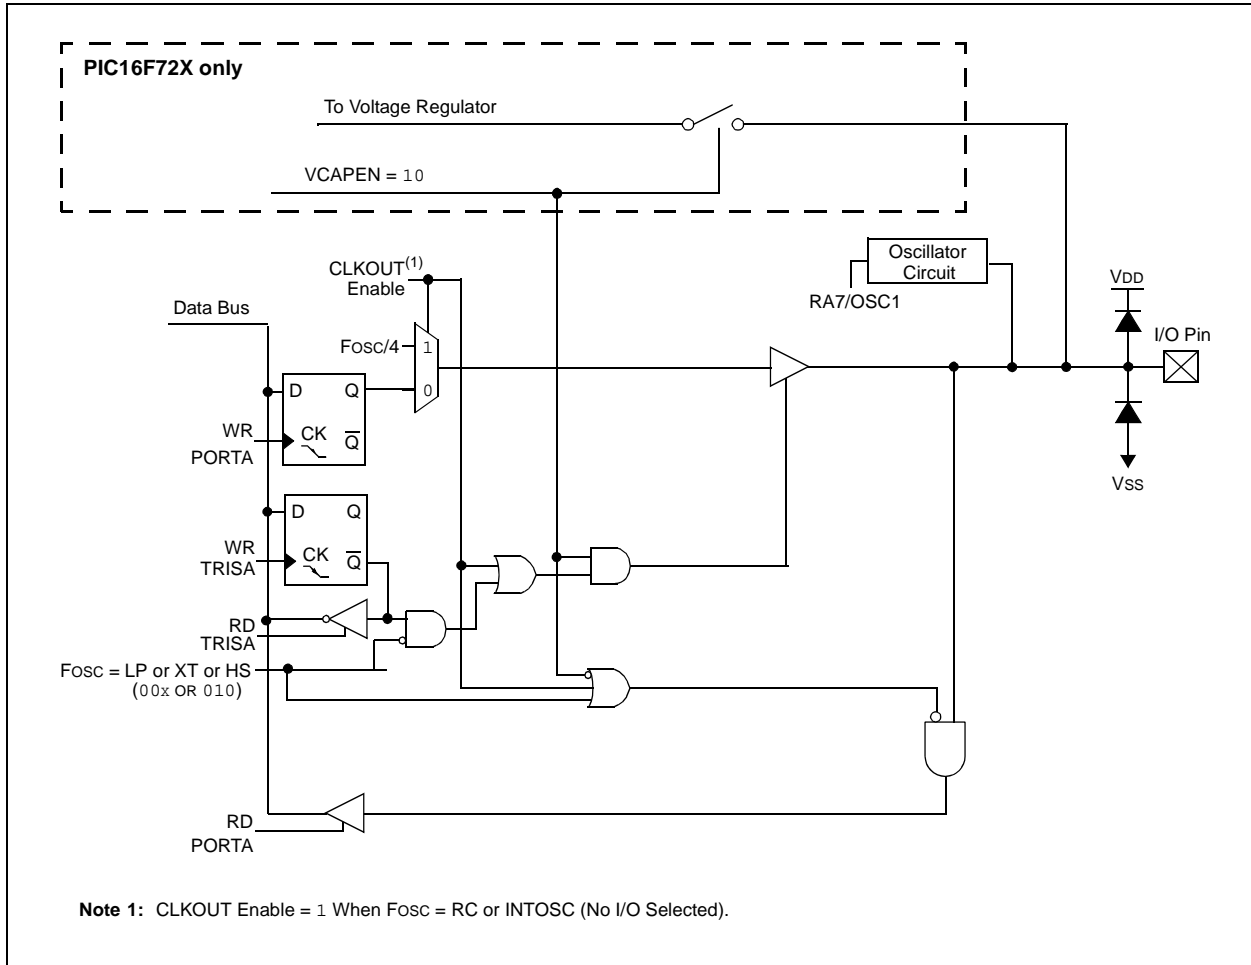 PIC16F72X only
To Voltage Regulator
VCAPEN = 10
CLKOUT(1)
Enable
Oscillator
Circuit
RA7/OSC1
VDD
I/O Pin
VSS
Data Bus
FOSC/4
1
0
D Q
CK Q
WR
PORTA
D Q
CK Q
WR
TRISA
RD
TRISA
FOSC = LP or XT or HS
(00x OR 010)
RD
PORTA
Note 1: CLKOUT Enable = 1 When FOSC = RC or INTOSC (No I/O Selected).